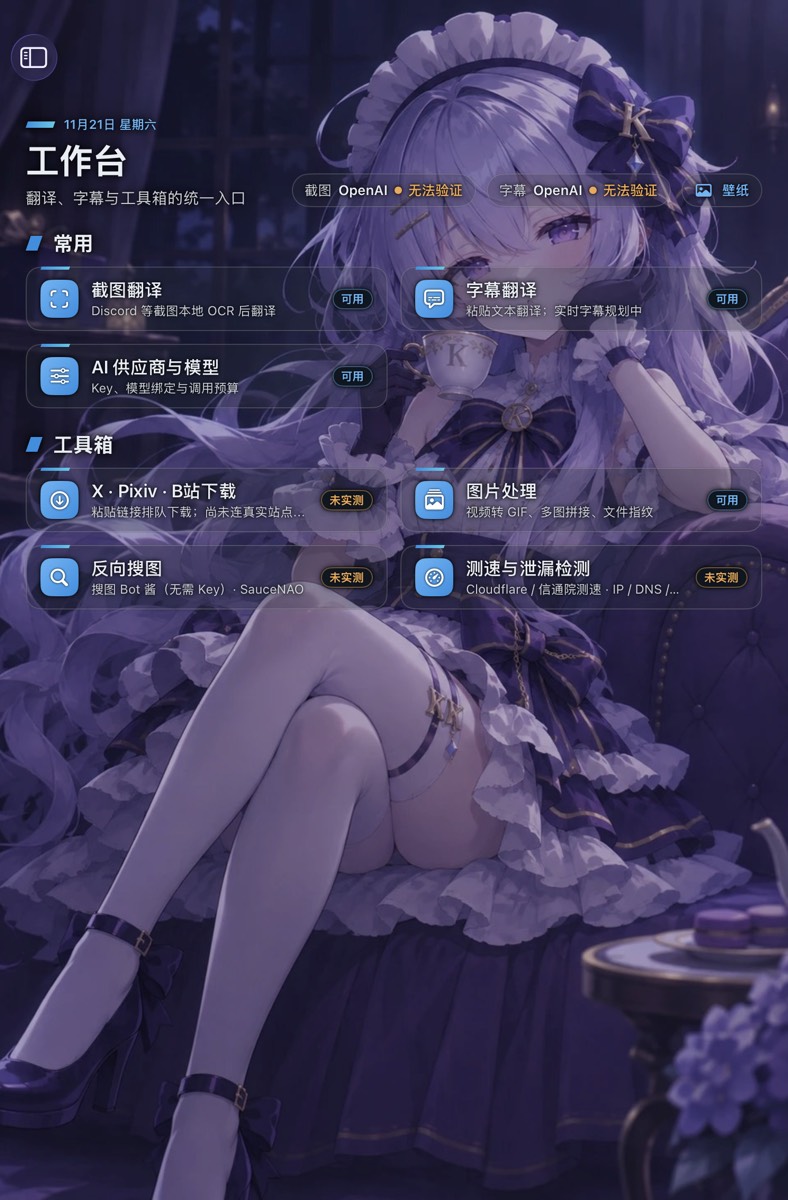 11月21日 星期六
工作台
翻译、字幕与工具箱的统一入口
截图 OpenAI 无法验证 字幕 OpenAI 无法验证 壁纸
常用
截图翻译
Discord 等截图本地 OCR 后翻译
可用
字幕翻译
粘贴文本翻译；实时字幕规划中
可用
AI 供应商与模型
Key、模型绑定与调用预算
可用
工具箱
X · Pixiv · B站下载
粘贴链接排队下载；尚未连真实站点...
未实测
图片处理
视频转 GIF、多图拼接、文件指纹
可用
反向搜图
搜图 Bot 酱（无需 Key）· SauceNAO
未实测
测速与泄漏检测
Cloudflare / 信通院测速 · IP / DNS /...
未实测
K
K
K
KK